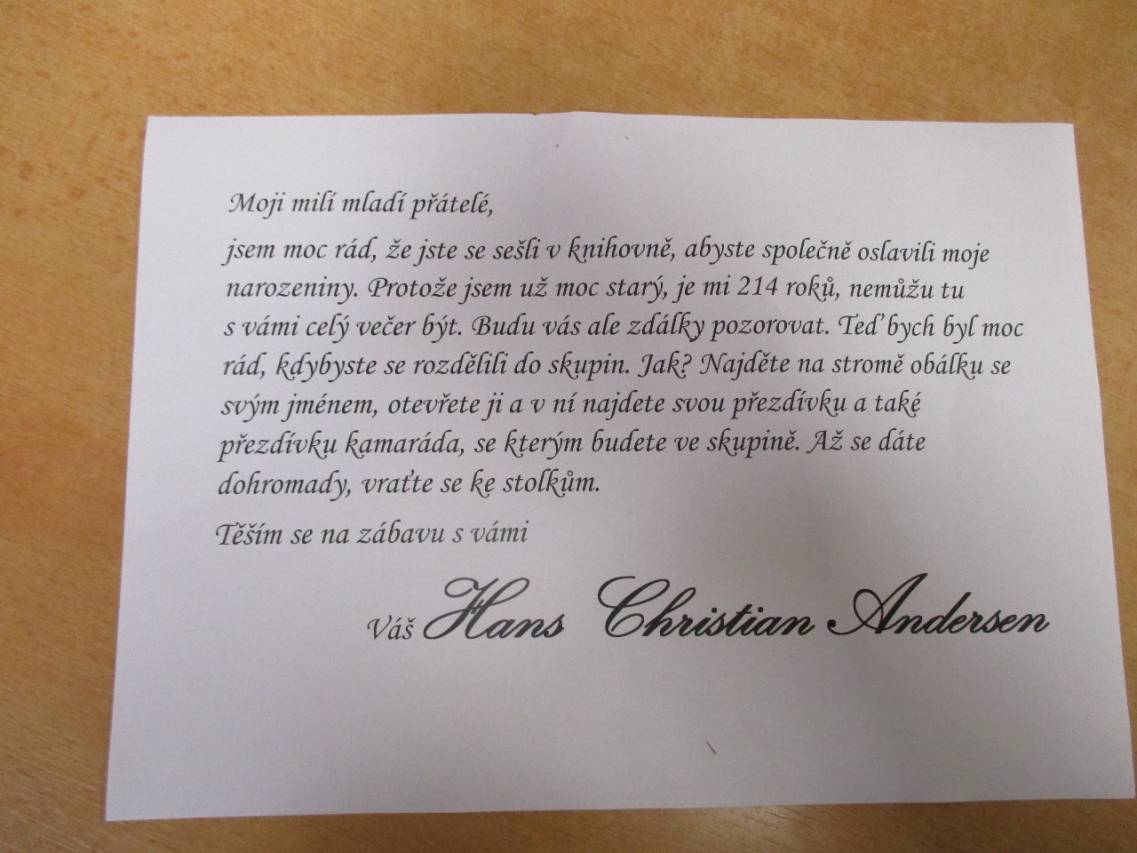 Moji milí mladí přátelé,
jsem moc rád, že jste se sešli v knihovně, abyste společně oslavili moje
narozeniny. Protože jsem už moc starý, je mi 214 roků, nemůžu tu
s vámi celý večer být. Budu vás ale zdálky pozorovat. Teď bych byl moc
rád, kdybyste se rozdělili do skupin. Jak? Najděte na stromě obálku se
svým jménem, otevřete ji a v ní najdete svou přezdívku a také
přezdívku kamaráda, se kterým budete ve skupině. Až se dáte
dohromady, vraťte se ke stolkům.
Těším se na zábavu s vámi
Váš Hans Christian Andersen